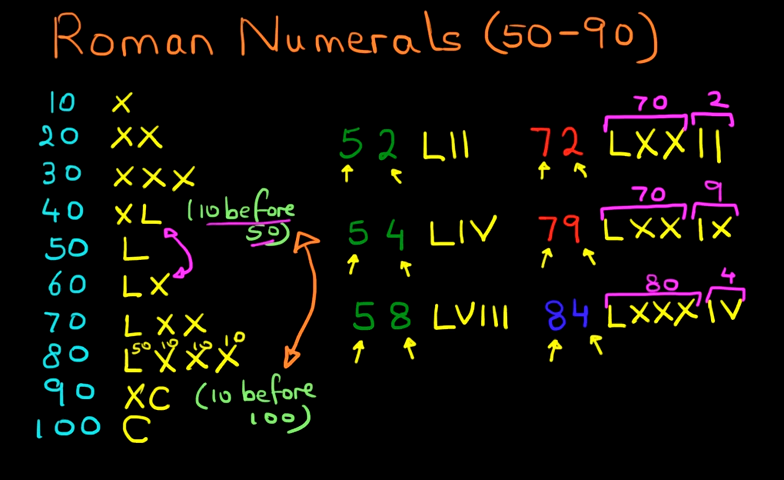 Roman Numerals (50-90)
10 X
20 XX
30 XXX
40 XL (10 before 50)
50 L
60 LX
70 LXX
80 LXXX
50 10 10 10
90 XC (10 before 100)
100 C
52 LII
54 LIV
58 LVIII
70 2
72 LXXII
70 9
79 LXXIX
80 4
84 LXXXIV